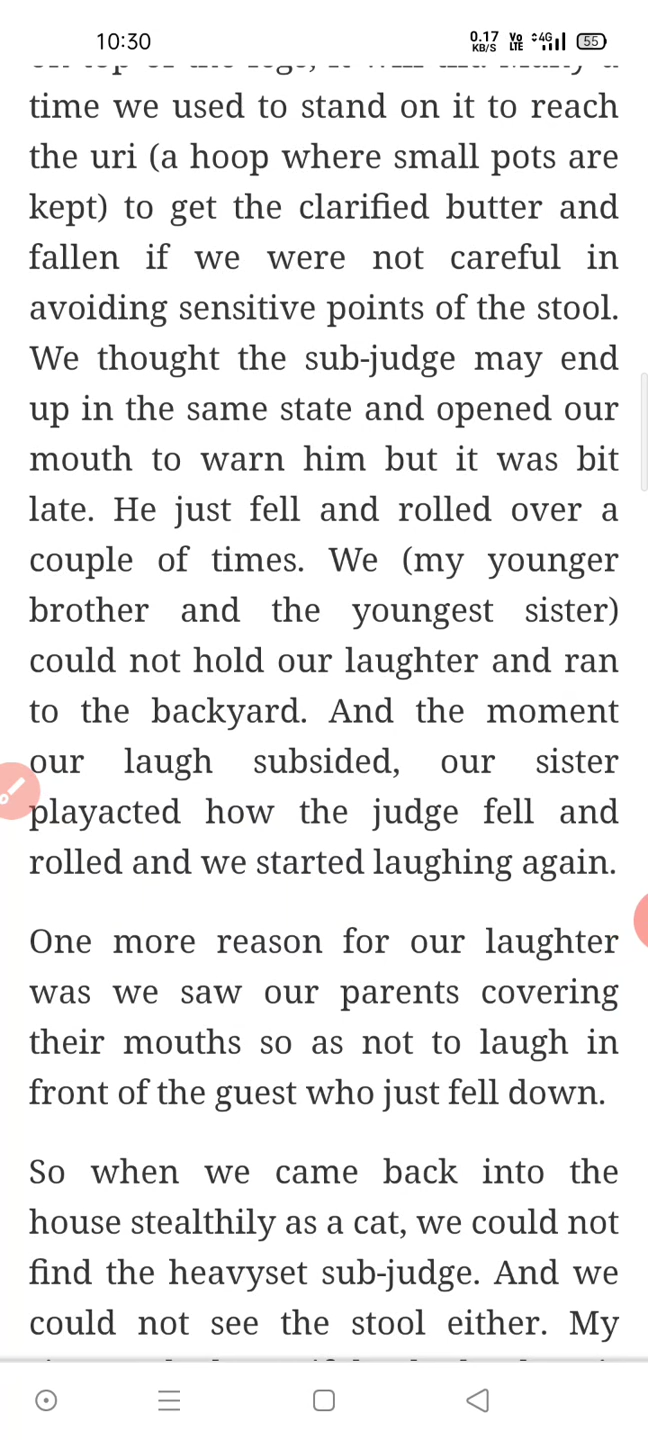 10:30
0.17 KB/S Vo LTE 4G 55
time we used to stand on it to reach
the uri (a hoop where small pots are
kept) to get the clarified butter and
fallen if we were not careful in
avoiding sensitive points of the stool.
We thought the sub-judge may end
up in the same state and opened our
mouth to warn him but it was bit
late. He just fell and rolled over a
couple of times. We (my younger
brother and the youngest sister)
could not hold our laughter and ran
to the backyard. And the moment
our laugh subsided, our sister
playacted how the judge fell and
rolled and we started laughing again.
One more reason for our laughter
was we saw our parents covering
their mouths so as not to laugh in
front of the guest who just fell down.
So when we came back into the
house stealthily as a cat, we could not
find the heavyset sub-judge. And we
could not see the stool either. My